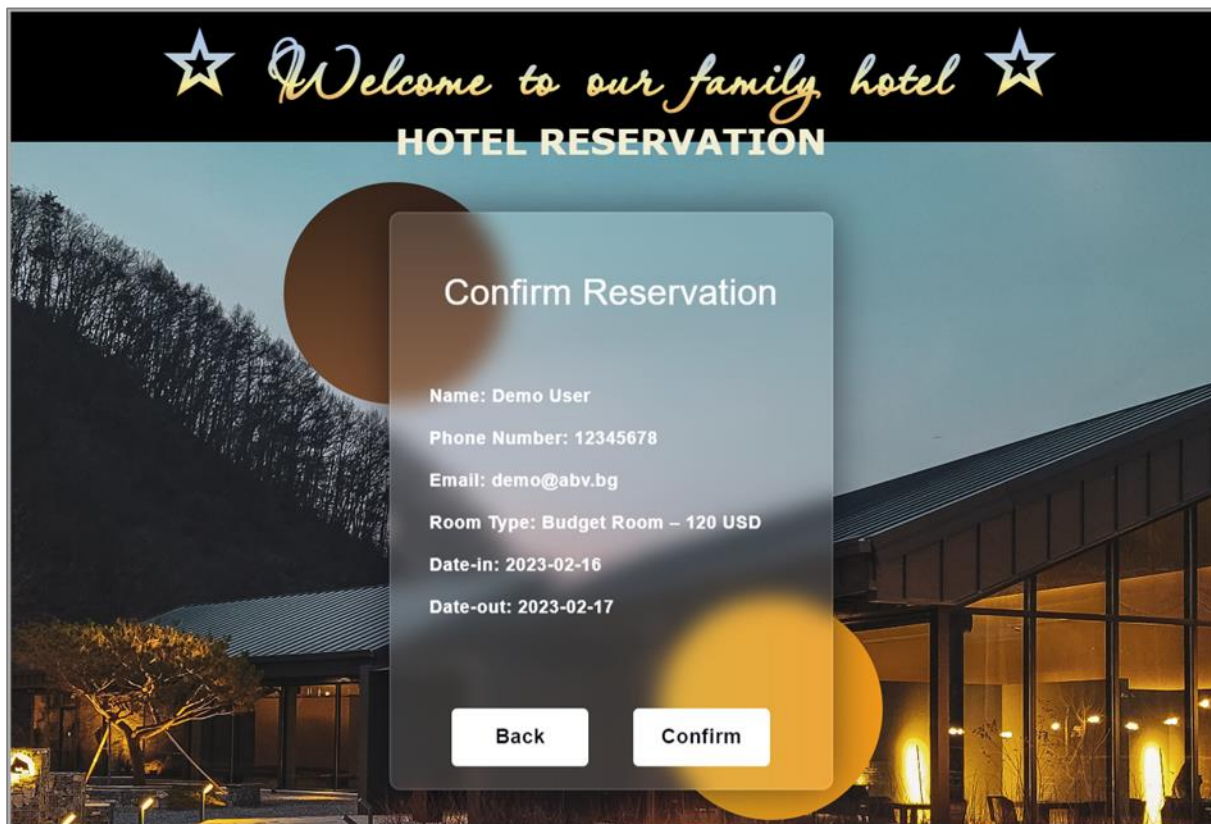 Welcome to our family hotel
HOTEL RESERVATION
Confirm Reservation
Name: Demo User
Phone Number: 12345678
Email: demo@abv.bg
Room Type: Budget Room – 120 USD
Date-in: 2023-02-16
Date-out: 2023-02-17
Back Confirm